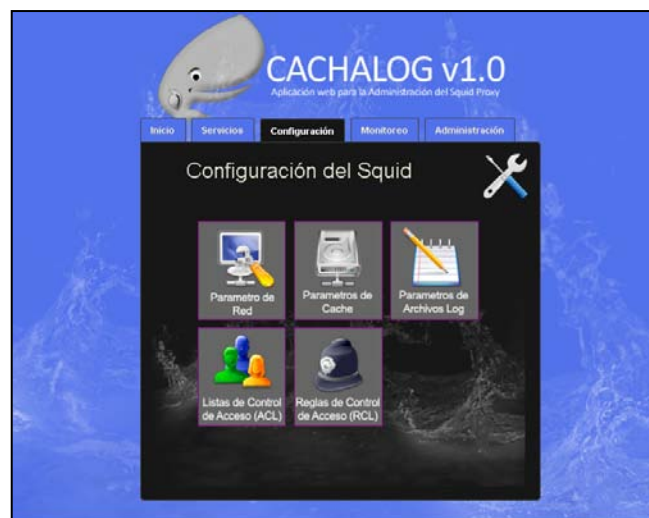 CACHALOG v1.0
Aplicación web para la Administración del Squid Proxy
Inicio
Servicios
Configuración
Monitoreo
Administración
Configuración del Squid
Parametro de
Red
Parametros de
Cache
Parametros de
Archivos Log
Listas de Control
de Acceso (ACL)
Reglas de Control
de Acceso (RCL)